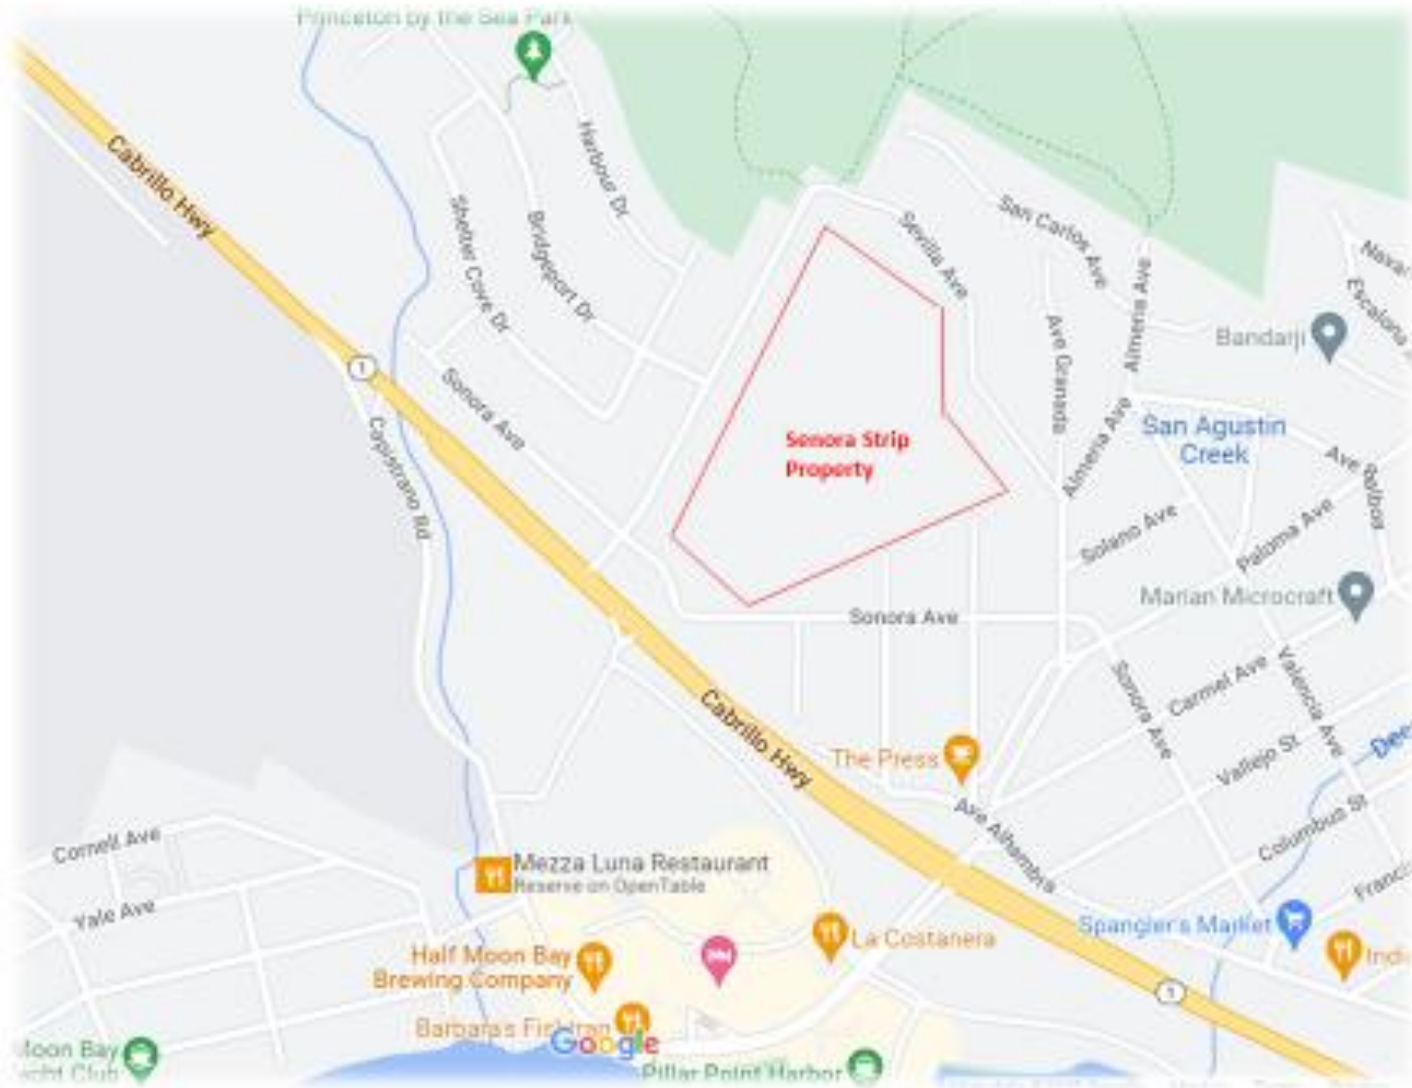 Princeton by the Sea Park
Cabrillo Hwy
Harbour Dr
Shelter Cove Dr
Bridgeport Dr
Sevilla Ave
San Carlos Ave
Almeria Ave
Ave Granada
Escalona
Bandarji
1
Sonora Ave
Capistrano Rd
Senora Strip
Property
Almeria Ave
San Agustin
Creek
Ave Balboa
Solano Ave
Paloma Ave
Marian Microcraft
Sonora Ave
Sonora Ave
Carmel Ave
Valencia Ave
Cabrillo Hwy
The Press
Vallejo St
Ave Alhambra
Columbus St
Cornell Ave
Yale Ave
Mezza Luna Restaurant
Reserve on OpenTable
Spangler's Market
La Costanera
Half Moon Bay
Brewing Company
1
Google
Moon Bay
Pillar Point Harbor